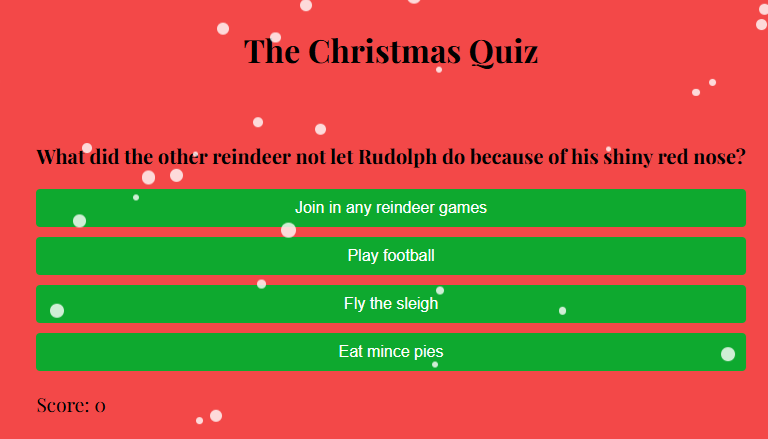 The Christmas Quiz
What did the other reindeer not let Rudolph do because of his shiny red nose?
Join in any reindeer games
Play football
Fly the sleigh
Eat mince pies
Score: 0